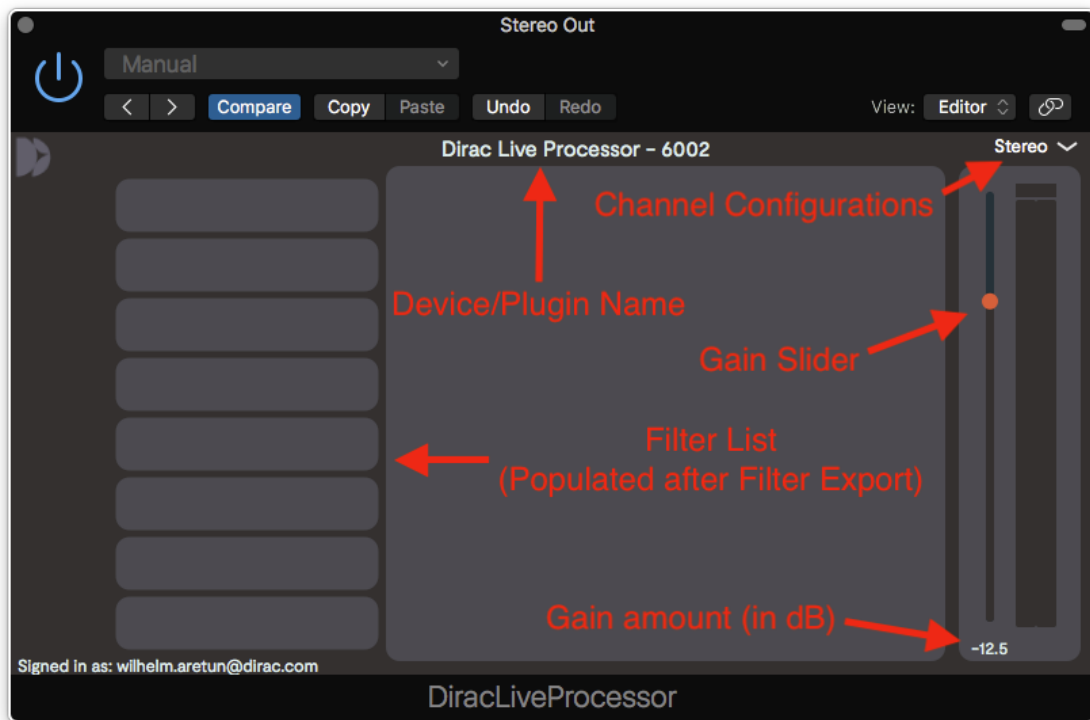 Stereo Out
Manual
Compare Copy Paste Undo Redo View: Editor
Dirac Live Processor - 6002
Stereo
Channel Configurations
Device/Plugin Name
Gain Slider
Filter List
(Populated after Filter Export)
Gain amount (in dB)
-12.5
Signed in as: wilhelm.aretun@dirac.com
DiracLiveProcessor